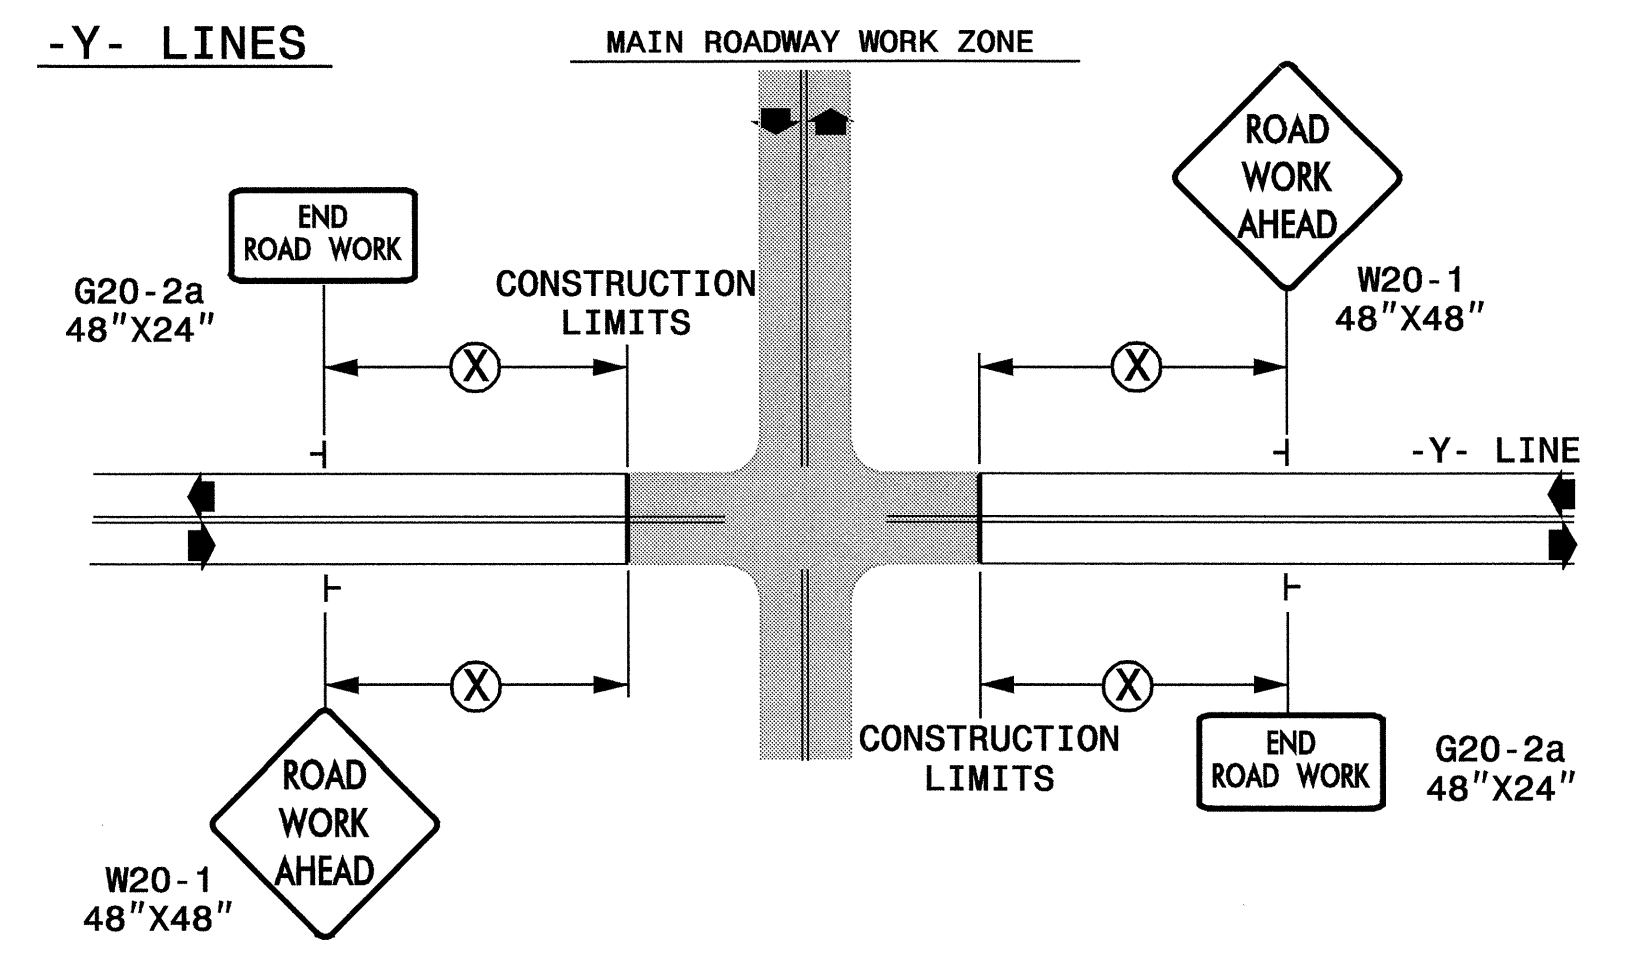 -Y- LINES
MAIN ROADWAY WORK ZONE
ROAD
WORK
AHEAD
END
ROAD WORK
G20-2a
48"X24"
CONSTRUCTION
LIMITS
W20-1
48"X48"
X
X
-Y- LINE
X
X
CONSTRUCTION
LIMITS
END
ROAD WORK
G20-2a
48"X24"
ROAD
WORK
AHEAD
W20-1
48"X48"